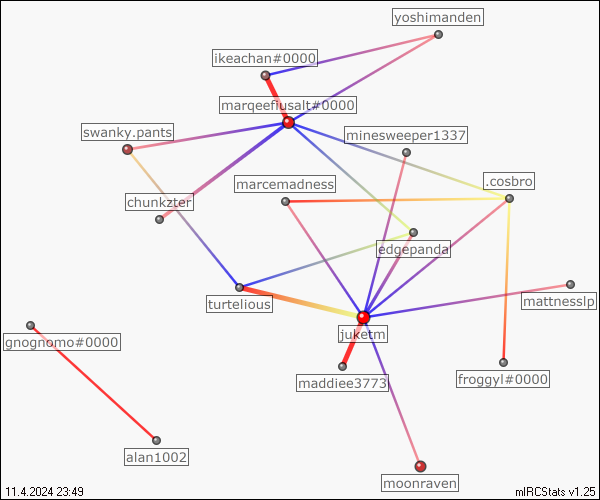 yoshimanden
ikeachan#0000
marqeefiusalt#0000
swanky.pants
minesweeper1337
marcemadness
.cosbro
chunkzter
edgepanda
turtelious
mattnesslp
juketm
gnognomo#0000
maddiee3773
froggyl#0000
alan1002
moonraven
11.4.2024 23:49
mIRCStats v1.25